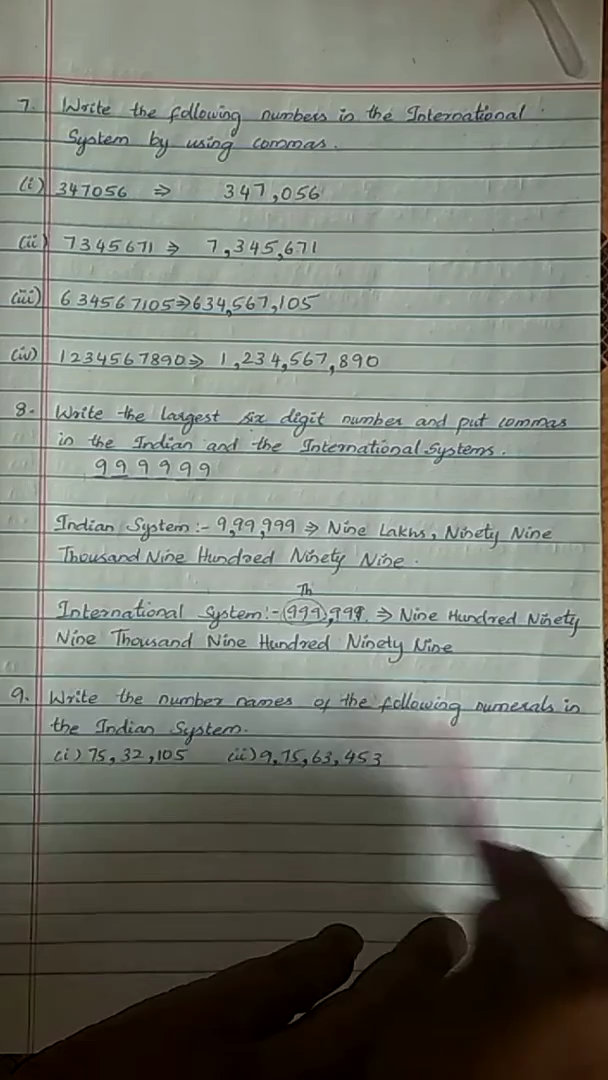 7. Write the following numbers in the International
System by using commas.
(i) 347056 ⇒ 347,056
(ii) 7345671 ⇒ 7,345,671
(iii) 634567105⇒634,567,105
(iv) 1234567890⇒ 1,234,567,890
8. Write the largest six digit number and put commas
in the Indian and the International Systems.
999999
Indian System:- 9,99,999 ⇒ Nine Lakhs, Ninety Nine
Thousand Nine Hundred Ninety Nine.
Th
International System:- 999,999. ⇒ Nine Hundred Ninety
Nine Thousand Nine Hundred Ninety Nine
9. Write the number names of the following numerals in
the Indian System.
(i) 75,32,105 (ii) 9,75,63,453